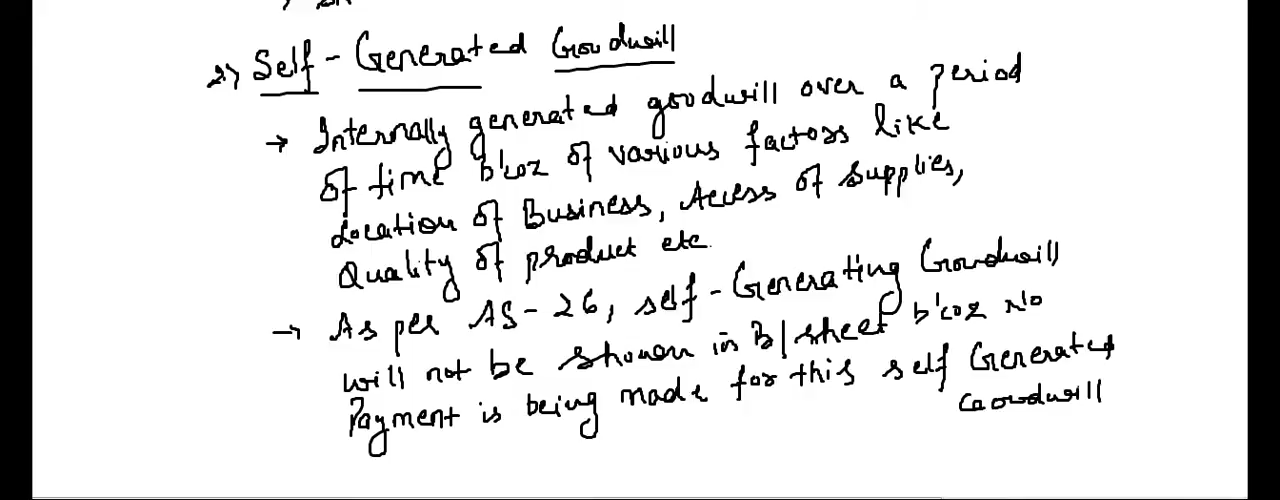 2) Self-Generated Goodwill
→ Internally generated goodwill over a period
of time b'coz of various factors like
Location of Business, Access of Supplies,
Quality of product etc.
→ As per AS-26, self-Generating Goodwill
will not be shown in B/sheet b'coz no
Payment is being made for this self Generated
Goodwill